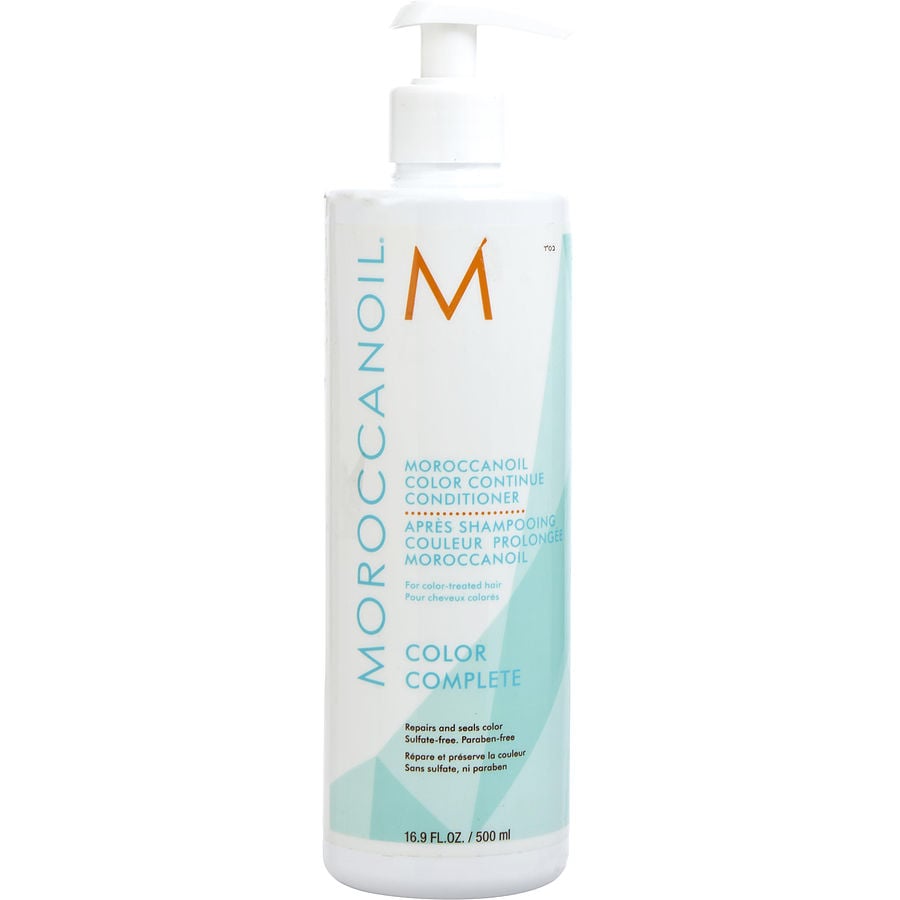 MOROCCANOIL®
M
MOROCCANOIL
COLOR CONTINUE
CONDITIONER
APRÈS SHAMPOOING
COULEUR PROLONGÉE
MOROCCANOIL
For color-treated hair
Pour cheveux colorés
COLOR
COMPLETE
Repairs and seals color
Sulfate-free. Paraben-free
Répare et préserve la couleur
Sans sulfate, ni paraben
16.9 FL.OZ. / 500 ml